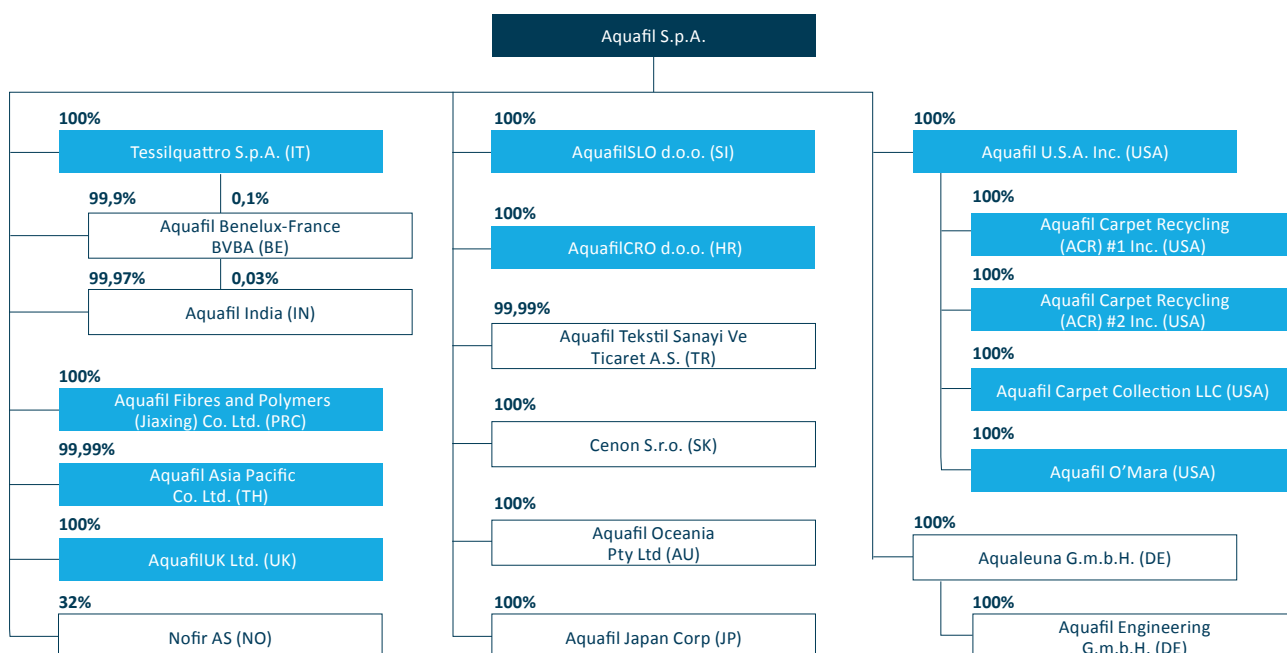 Aquafil S.p.A.
100%
Tessilquattro S.p.A. (IT)
99,9%
0,1%
Aquafil Benelux-France
BVBA (BE)
99,97%
0,03%
Aquafil India (IN)
100%
Aquafil Fibres and Polymers
(Jiaxing) Co. Ltd. (PRC)
99,99%
Aquafil Asia Pacific
Co. Ltd. (TH)
100%
AquafilUK Ltd. (UK)
32%
Nofir AS (NO)
100%
AquafilSLO d.o.o. (SI)
100%
AquafilCRO d.o.o. (HR)
99,99%
Aquafil Tekstil Sanayi Ve
Ticaret A.S. (TR)
100%
Cenon S.r.o. (SK)
100%
Aquafil Oceania
Pty Ltd (AU)
100%
Aquafil Japan Corp (JP)
100%
Aquafil U.S.A. Inc. (USA)
100%
Aquafil Carpet Recycling
(ACR) #1 Inc. (USA)
100%
Aquafil Carpet Recycling
(ACR) #2 Inc. (USA)
100%
Aquafil Carpet Collection LLC (USA)
100%
Aquafil O’Mara (USA)
100%
Aqualeuna G.m.b.H. (DE)
100%
Aquafil Engineering
G.m.b.H. (DE)